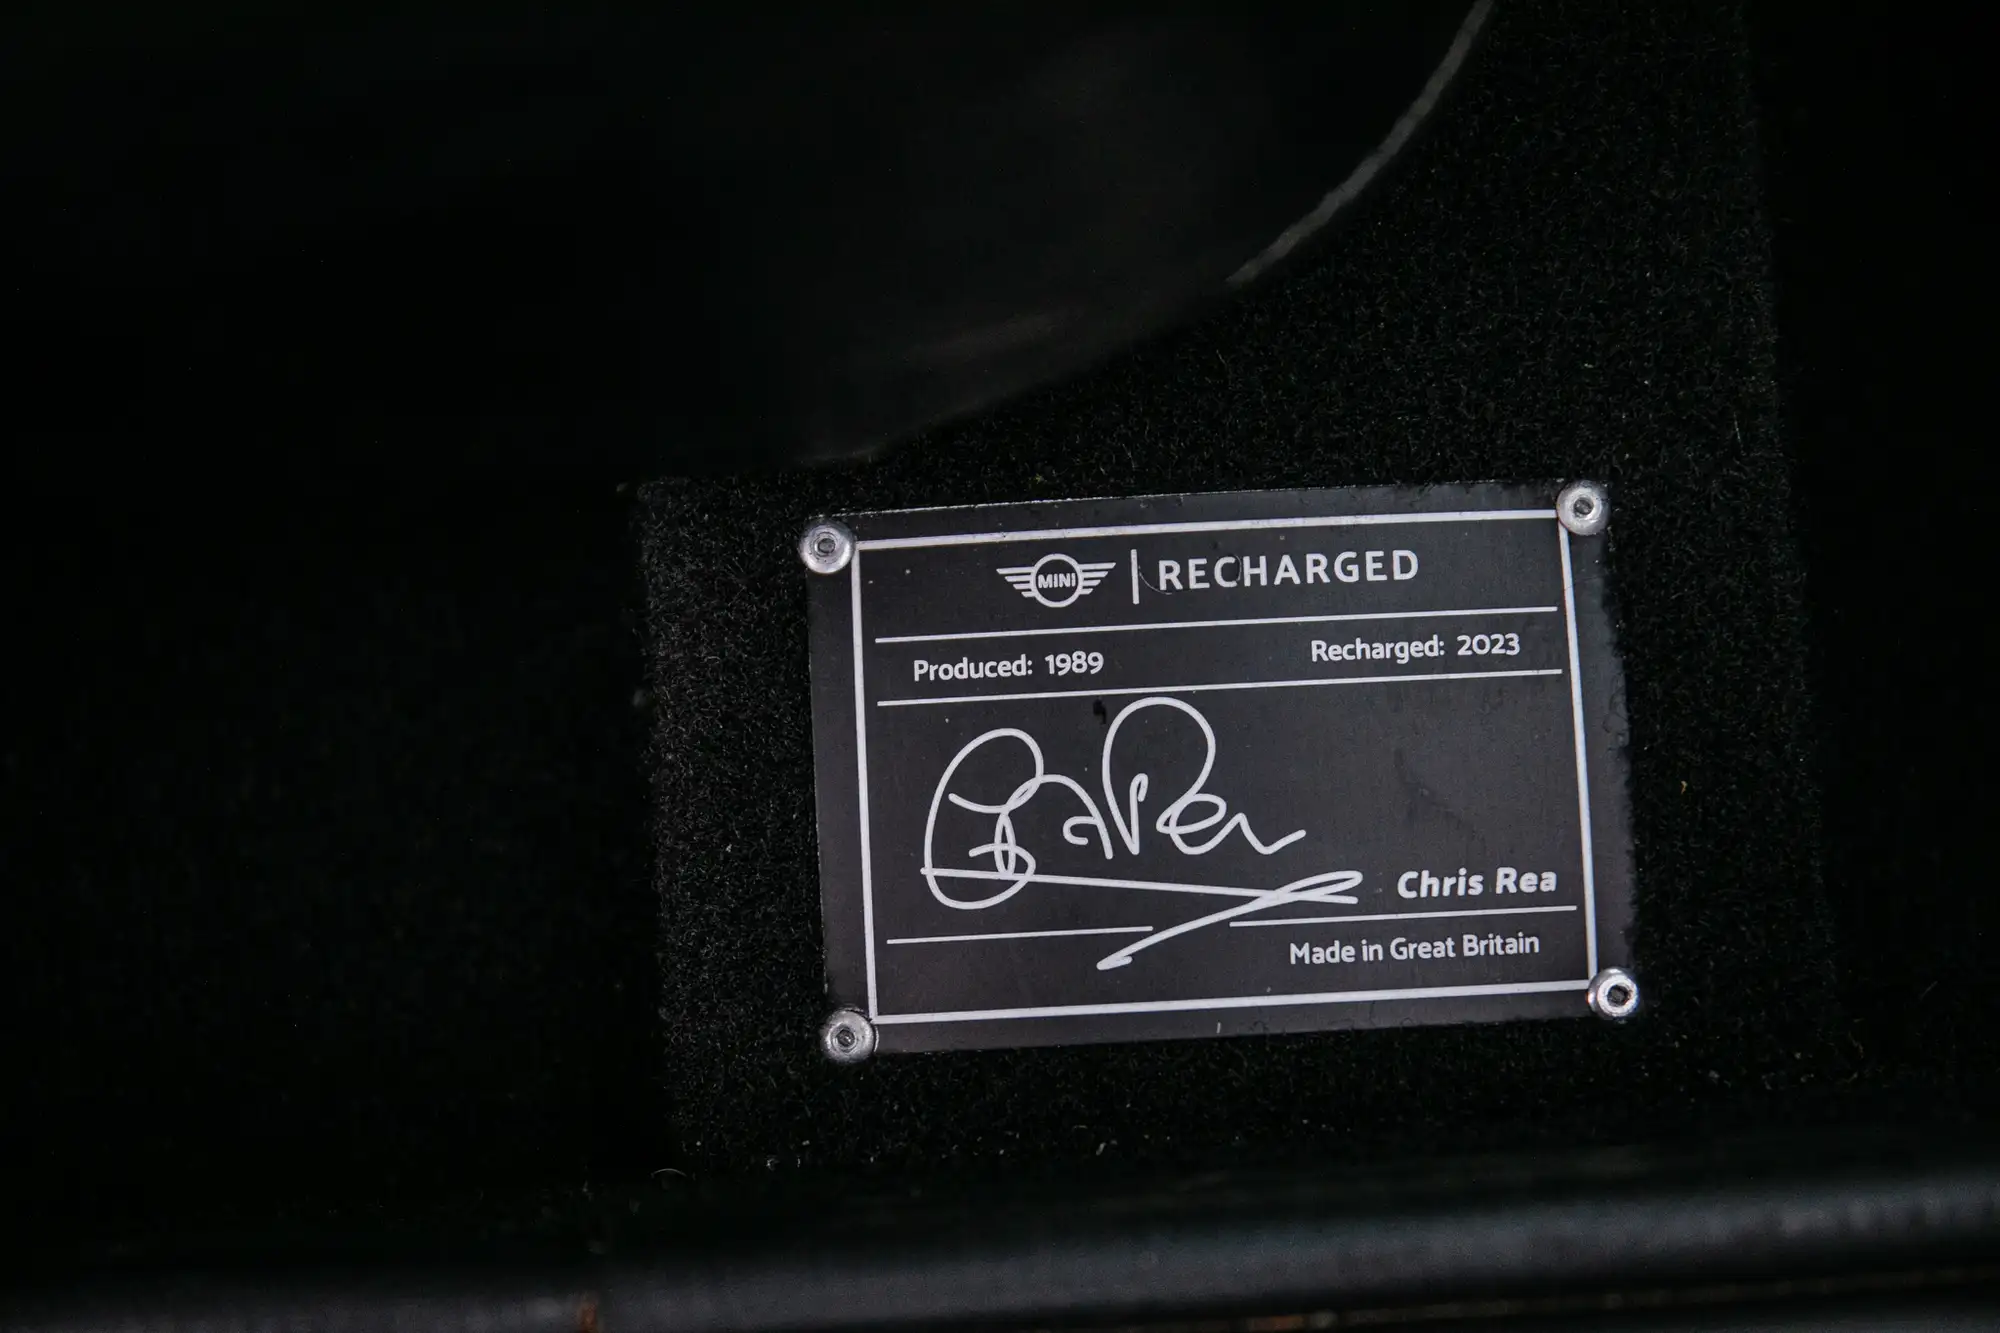 MINI | RECHARGED
Produced: 1989 Recharged: 2023
Chris Rea
Made in Great Britain